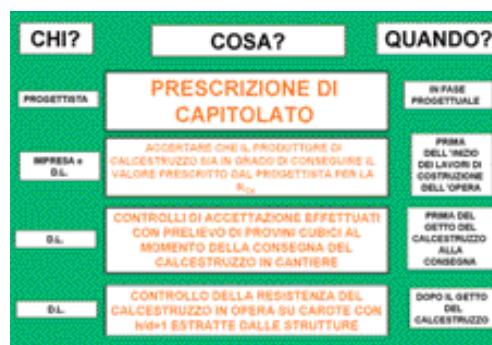 CHI?
COSA?
QUANDO?
PROGETTISTA
PRESCRIZIONE DI
CAPITOLATO
IN FASE
PROGETTUALE
IMPRESA e
D.L.
ACCERTARE CHE IL PRODUTTORE DI
CALCESTRUZZO SIA IN GRADO DI CONSEGUIRE IL
VALORE PRESCRITTO DAL PROGETTISTA PER LA
PRIMA
DELL'INIZIO
DEI LAVORI DI
COSTRUZIONE
DELL'OPERA
D.L.
CONTROLLI DI ACCETTAZIONE EFFETTUATI
CON PRELIEVO DI PROVINI CUBICI AL
MOMENTO DELLA CONSEGNA DEL
CALCESTRUZZO IN CANTIERE
PRIMA DEL
GETTO DEL
CALCESTRUZZO
ALLA
CONSEGNA
D.L.
CONTROLLO DELLA RESISTENZA DEL
CALCESTRUZZO IN OPERA SU CAROTE CON
h/d=1 ESTRATTE DALLE STRUTTURE
DOPO IL GETTO
DEL
CALCESTRUZZO